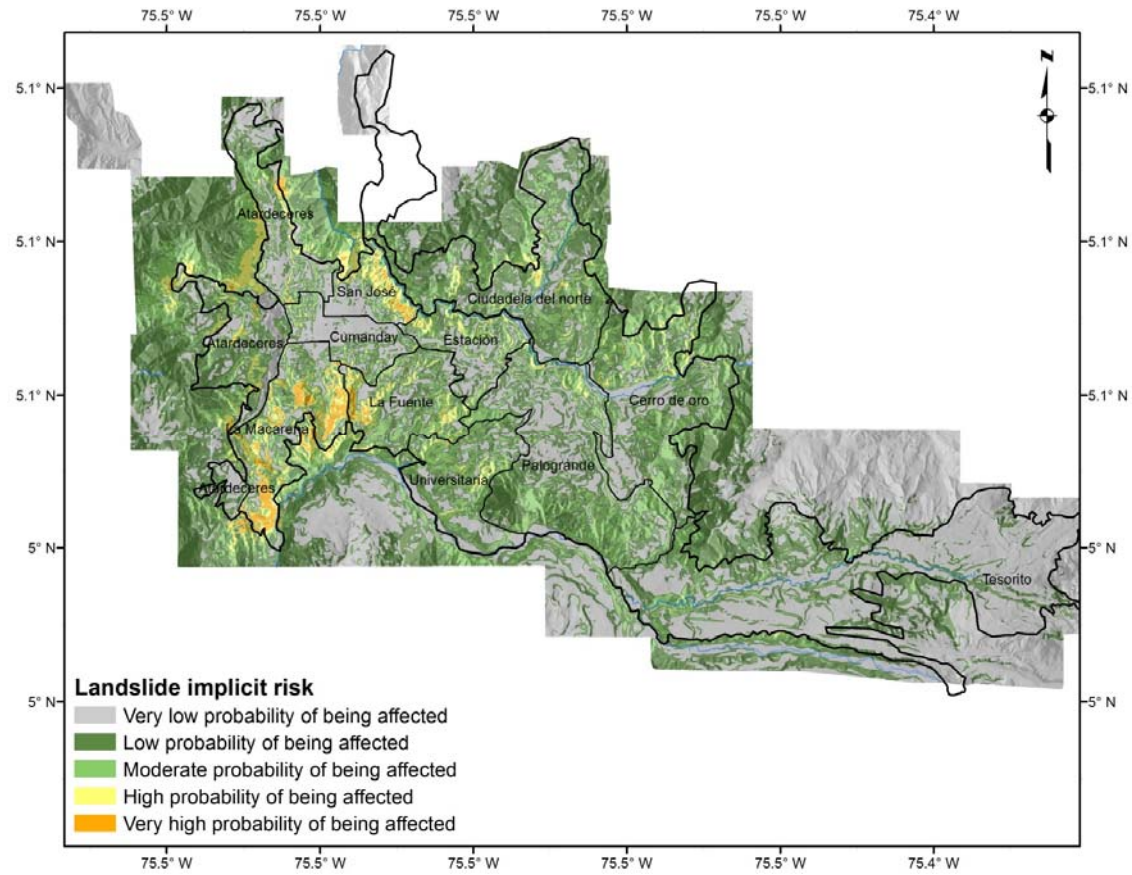 75.5° W 75.5° W 75.5° W 75.5° W 75.5° W 75.4° W
N
5.1° N 5.1° N
Atardeceres
5.1° N 5.1° N
San José
Ciudadela del norte
Cumanday
Estación
Atardeceres
5.1° N 5.1° N
La Fuente
Cerro de oro
La Macarena
Palogrande
Universitaria
Atardeceres
5° N 5° N
Tesorito
Landslide implicit risk
5° N 5° N
Very low probability of being affected
Low probability of being affected
Moderate probability of being affected
High probability of being affected
Very high probability of being affected
75.5° W 75.5° W 75.5° W 75.5° W 75.5° W 75.4° W